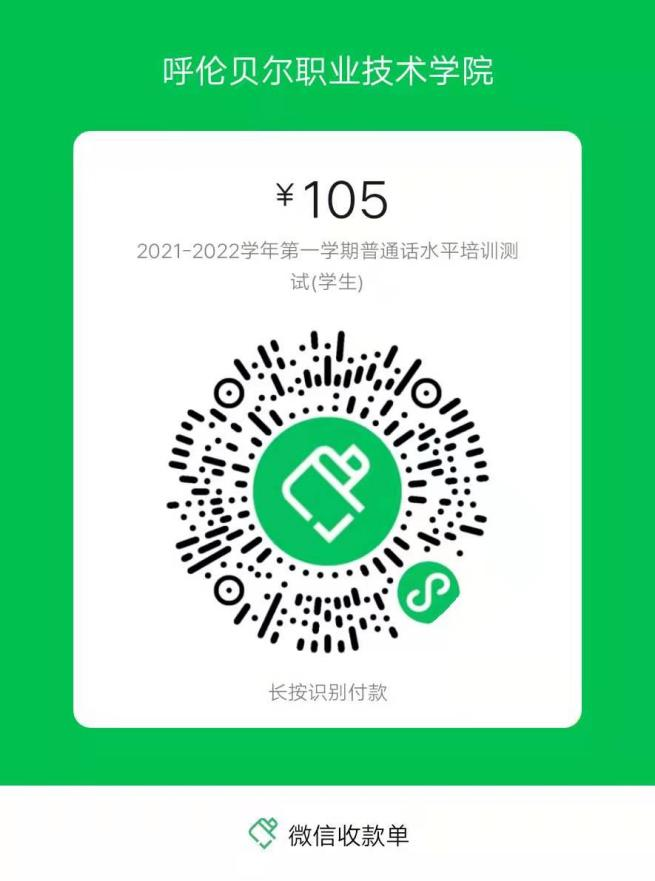 呼伦贝尔职业技术学院
¥105
2021-2022学年第一学期普通话水平培训测
试(学生)
长按识别付款
微信收款单